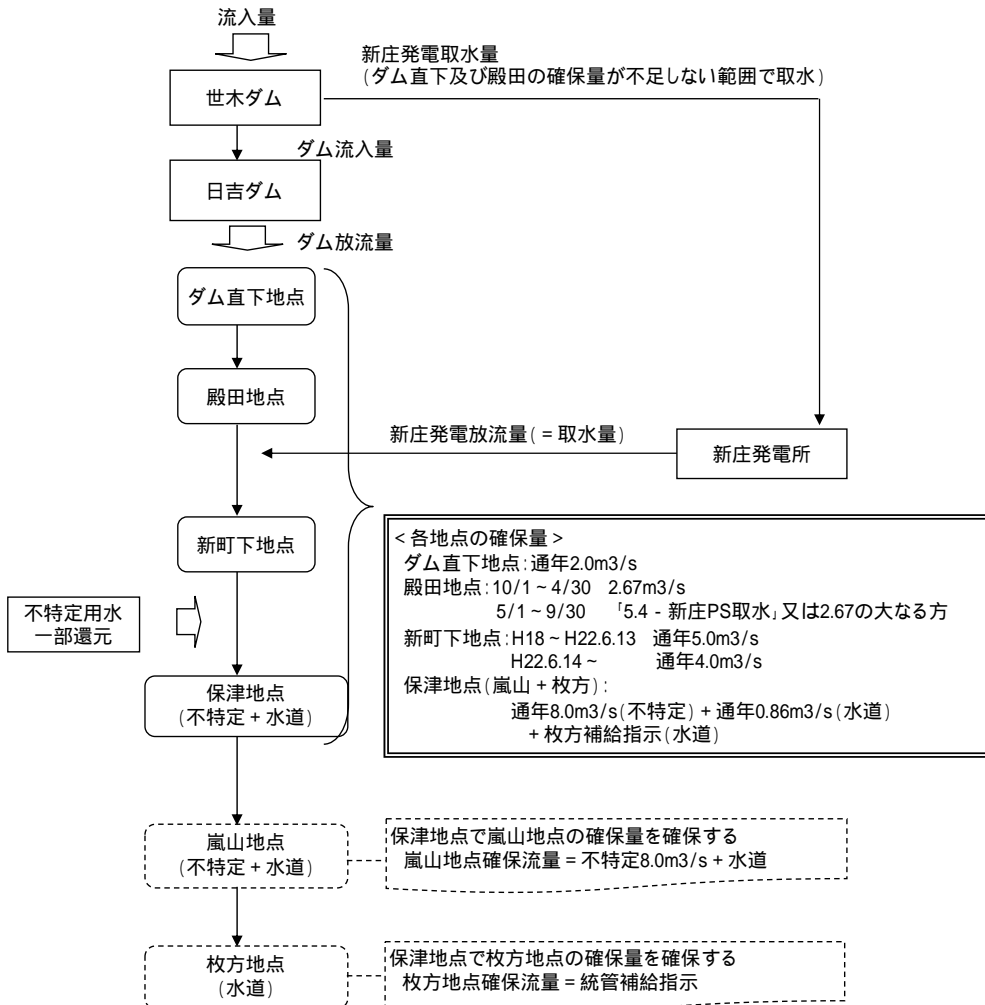 流入量
新庄発電取水量
(ダム直下及び殿田の確保量が不足しない範囲で取水)
世木ダム
ダム流入量
日吉ダム
ダム放流量
ダム直下地点
殿田地点
新庄発電放流量(=取水量)
新庄発電所
新町下地点
<各地点の確保量>
ダム直下地点:通年2.0m3/s
殿田地点:10/1~4/30 2.67m3/s
5/1~9/30 「5.4 - 新庄PS取水」又は2.67の大なる方
新町下地点:H18~H22.6.13 通年5.0m3/s
H22.6.14~ 通年4.0m3/s
保津地点(嵐山+枚方):
通年8.0m3/s(不特定)+通年0.86m3/s(水道)
+枚方補給指示(水道)
不特定用水
一部還元
保津地点
(不特定+水道)
嵐山地点
(不特定+水道)
保津地点で嵐山地点の確保量を確保する
嵐山地点確保流量=不特定8.0m3/s+水道
枚方地点
(水道)
保津地点で枚方地点の確保量を確保する
枚方地点確保流量=統管補給指示